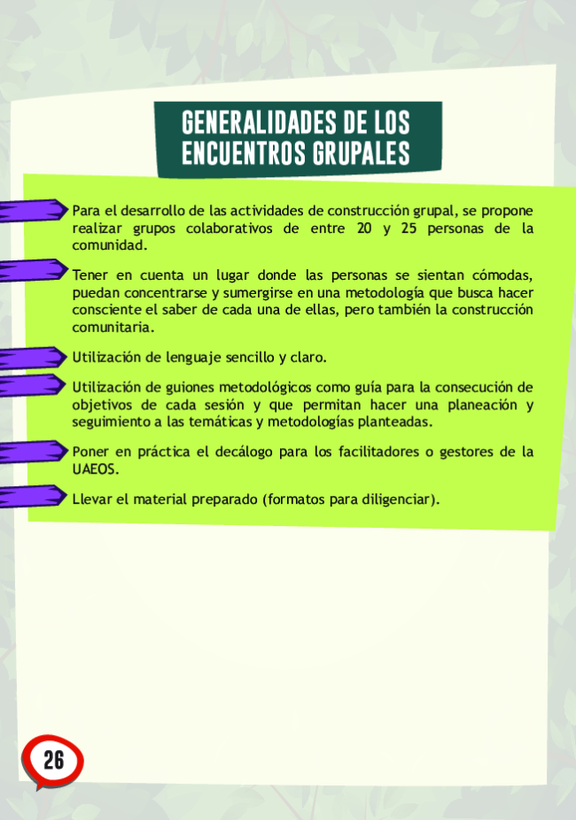 GENERALIDADES DE LOS
ENCUENTROS GRUPALES
Para el desarrollo de las actividades de construcción grupal, se propone
realizar grupos colaborativos de entre 20 y 25 personas de la
comunidad.
Tener en cuenta un lugar donde las personas se sientan cómodas,
puedan concentrarse y sumergirse en una metodología que busca hacer
consciente el saber de cada una de ellas, pero también la construcción
comunitaria.
Utilización de lenguaje sencillo y claro.
Utilización de guiones metodológicos como guía para la consecución de
objetivos de cada sesión y que permitan hacer una planeación y
seguimiento a las temáticas y metodologías planteadas.
Poner en práctica el decálogo para los facilitadores o gestores de la
UAEOS.
Llevar el material preparado (formatos para diligenciar).
26